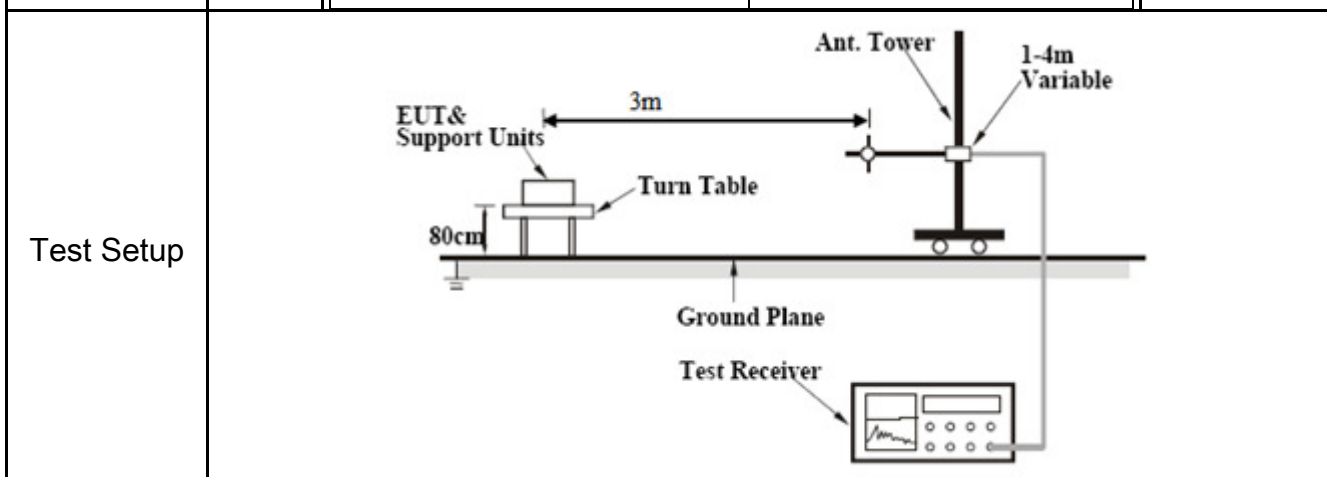 Test Setup
Ant. Tower
1-4m
Variable
3m
EUT&
Support Units
Turn Table
80cm
Ground Plane
Test Receiver